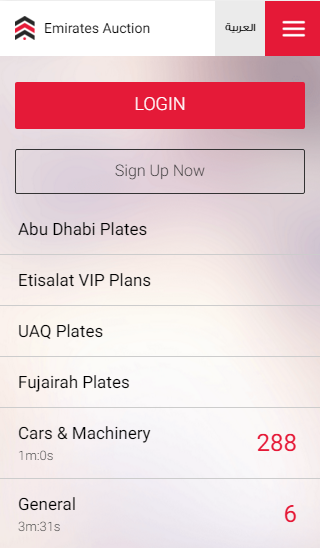 Emirates Auction
العربية
LOGIN
Sign Up Now
Abu Dhabi Plates
Etisalat VIP Plans
UAQ Plates
Fujairah Plates
Cars & Machinery
288
1m:0s
General
6
3m:31s